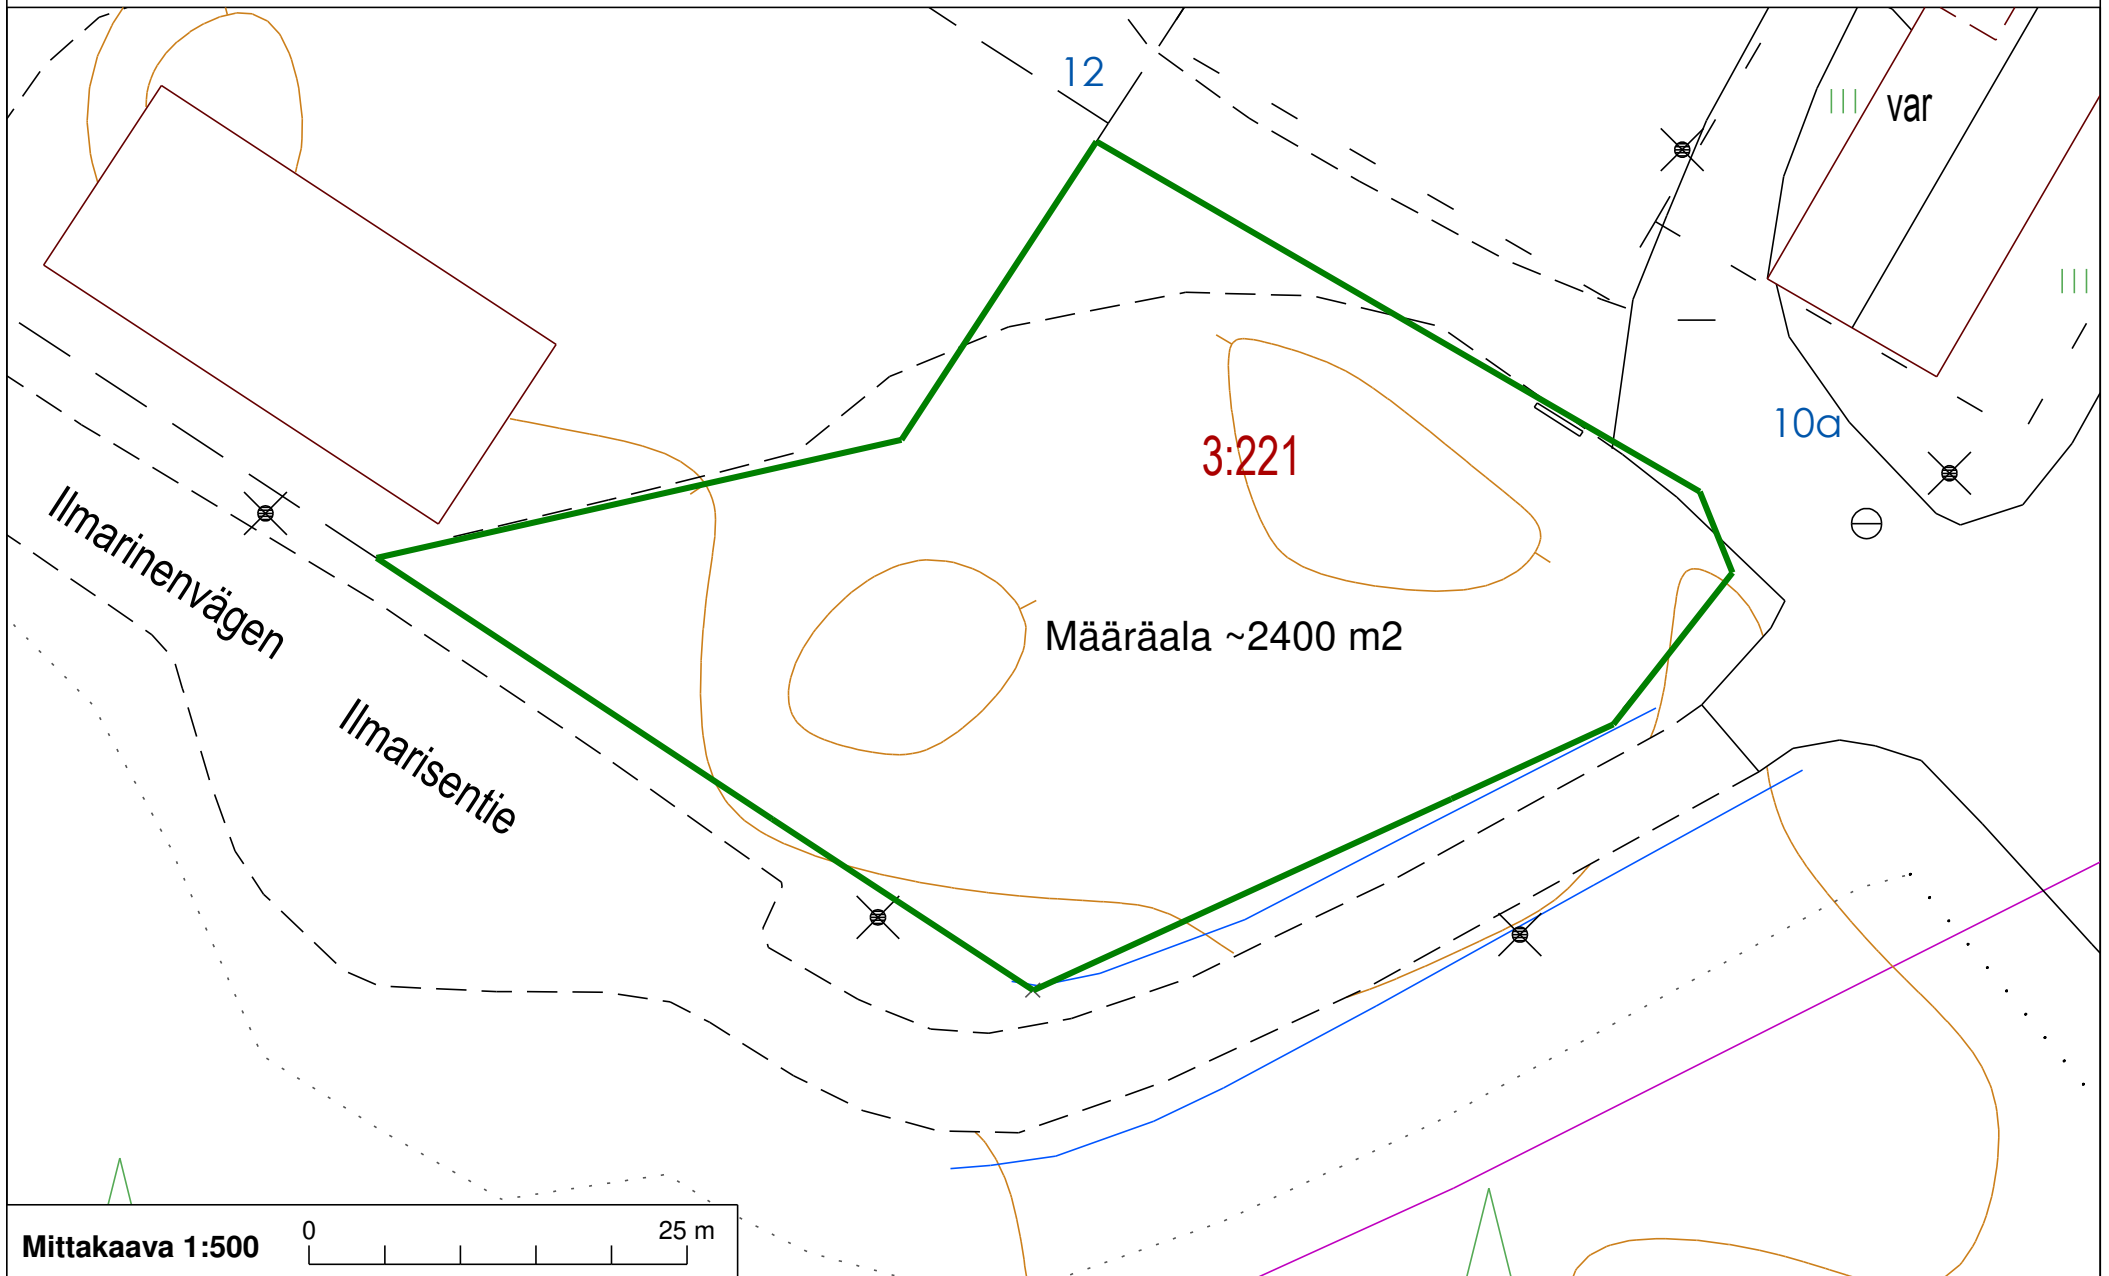 12
var
10a
3:221
Ilmarinenvägen
Määräala ~2400 m2
Ilmarisentie
0 25 m
Mittakaava 1:500